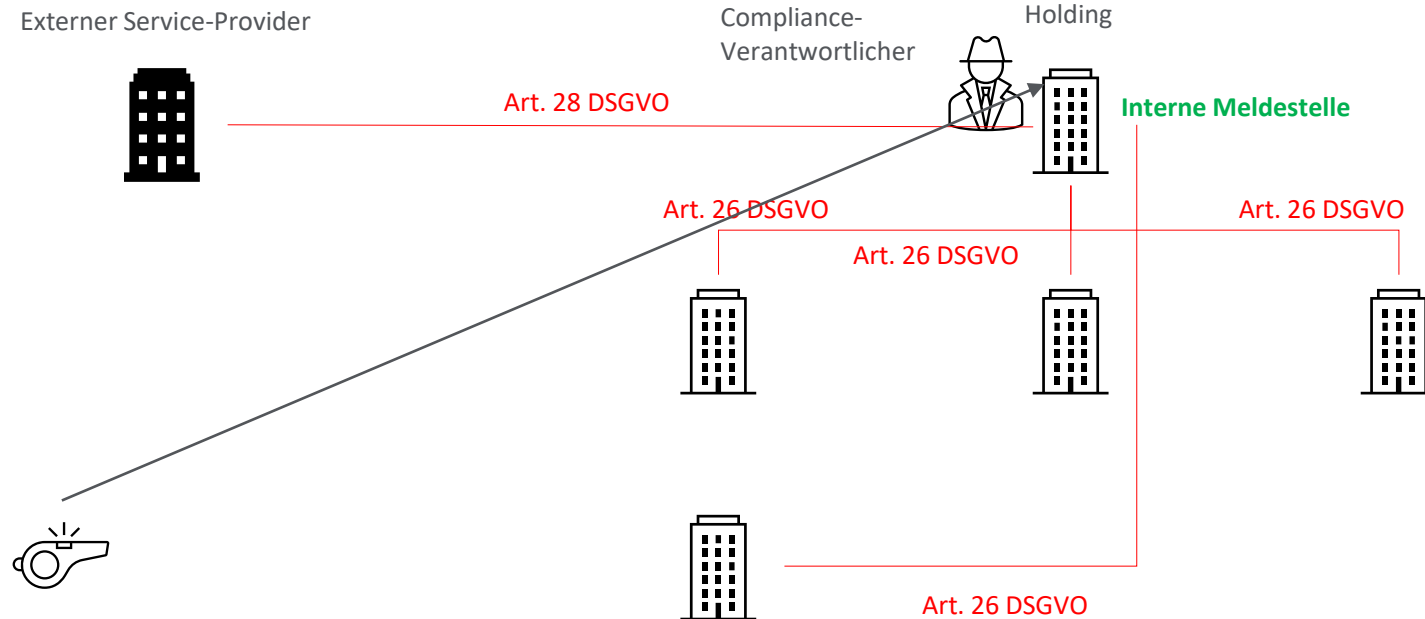 Externer Service-Provider
Compliance-
Verantwortlicher
Holding
Art. 28 DSGVO
Interne Meldestelle
Art. 26 DSGVO
Art. 26 DSGVO
Art. 26 DSGVO
Art. 26 DSGVO